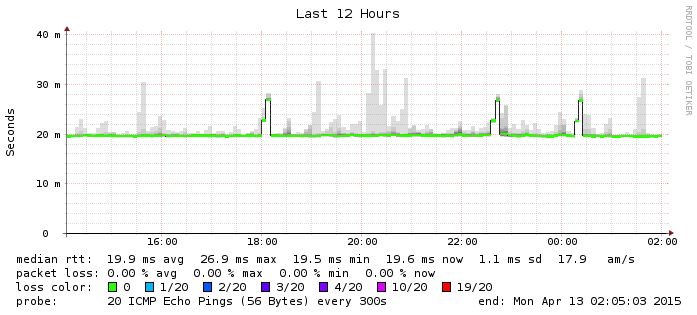 Last 12 Hours
RRDTOOL / TOBI OETIKER
Seconds
40 m
30 m
20 m
10 m
0
16:00 18:00 20:00 22:00 00:00 02:00
median rtt: 19.9 ms avg 26.9 ms max 19.5 ms min 19.6 ms now 1.1 ms sd 17.9 am/s
packet loss: 0.00 % avg 0.00 % max 0.00 % min 0.00 % now
loss color: 0 1/20 2/20 3/20 4/20 10/20 19/20
probe: 20 ICMP Echo Pings (56 Bytes) every 300s end: Mon Apr 13 02:05:03 2015